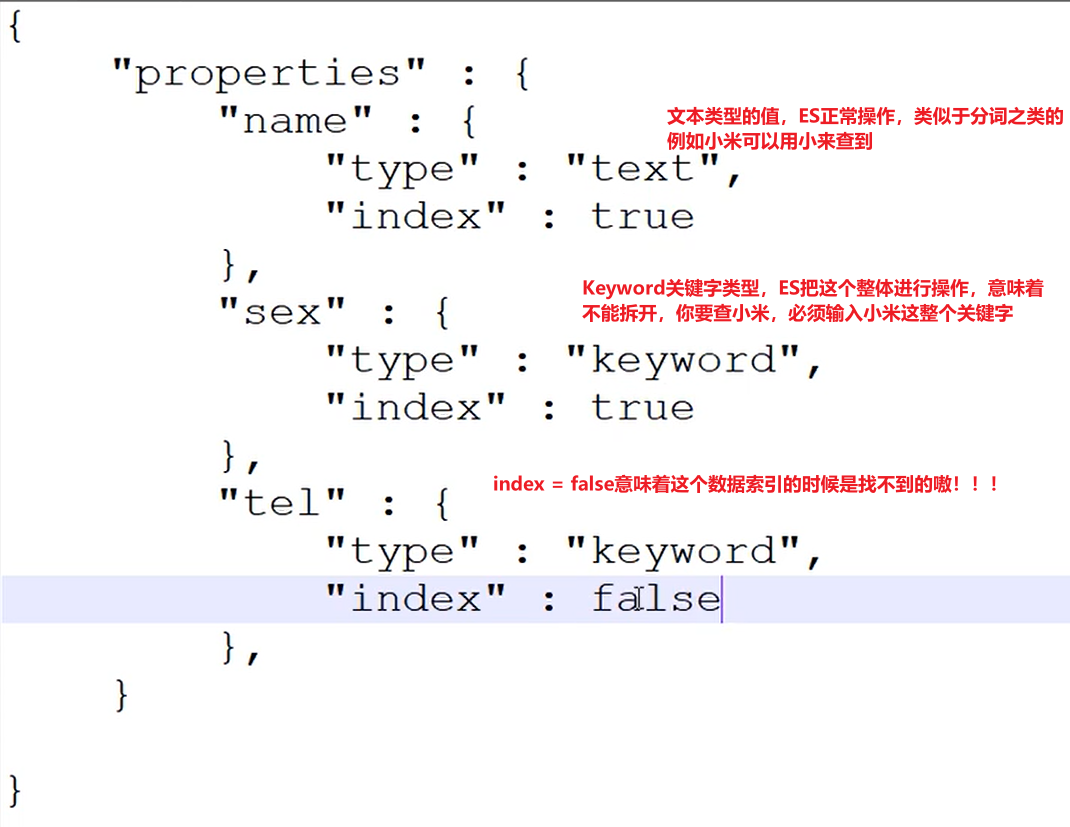 {
"properties" : {
"name" : {
文本类型的值，ES正常操作，类似于分词之类的
例如小米可以用小来查到
"type" : "text",
"index" : true
},
Keyword关键字类型，ES把这个整体进行操作，意味着
不能拆开，你要查小米，必须输入小米这整个关键字
"sex" : {
"type" : "keyword",
"index" : true
},
index = false意味着这个数据索引的时候是找不到的嗷！！！
"tel" : {
"type" : "keyword",
"index" : false
},
}
}